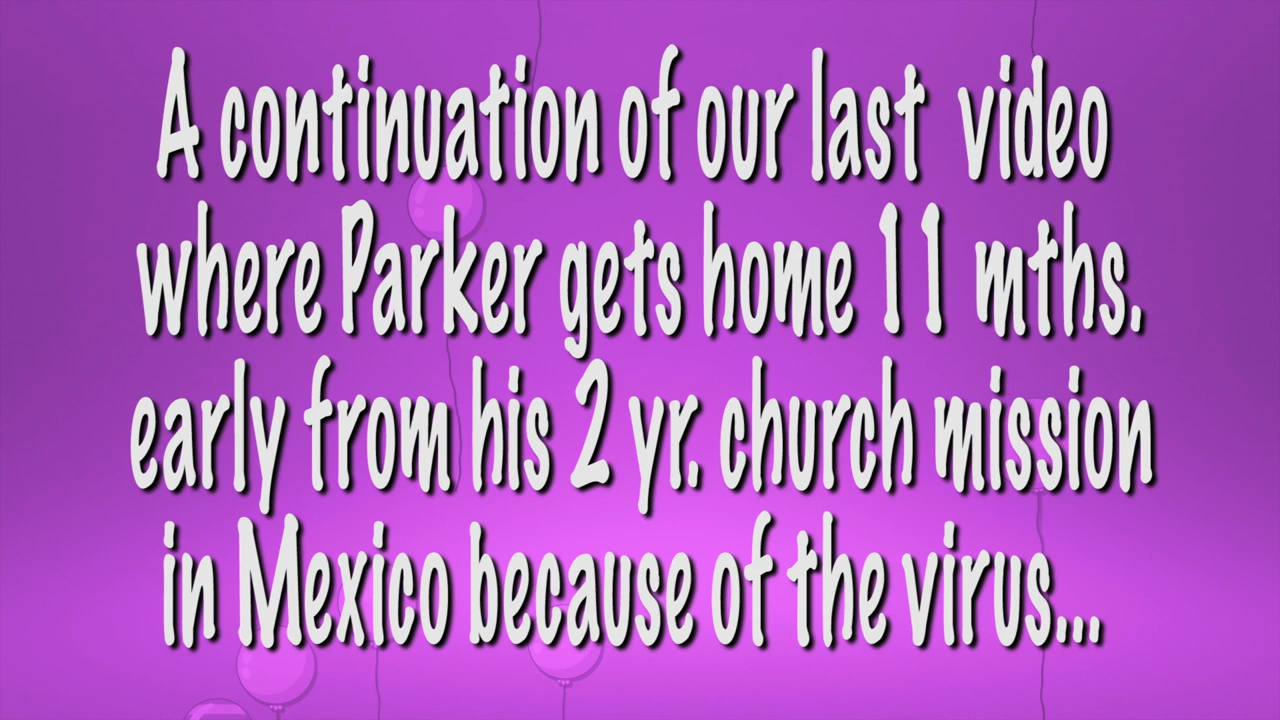 A continuation of our last video
where Parker gets home 11 mths.
early from his 2 yr. church mission
in Mexico because of the virus...